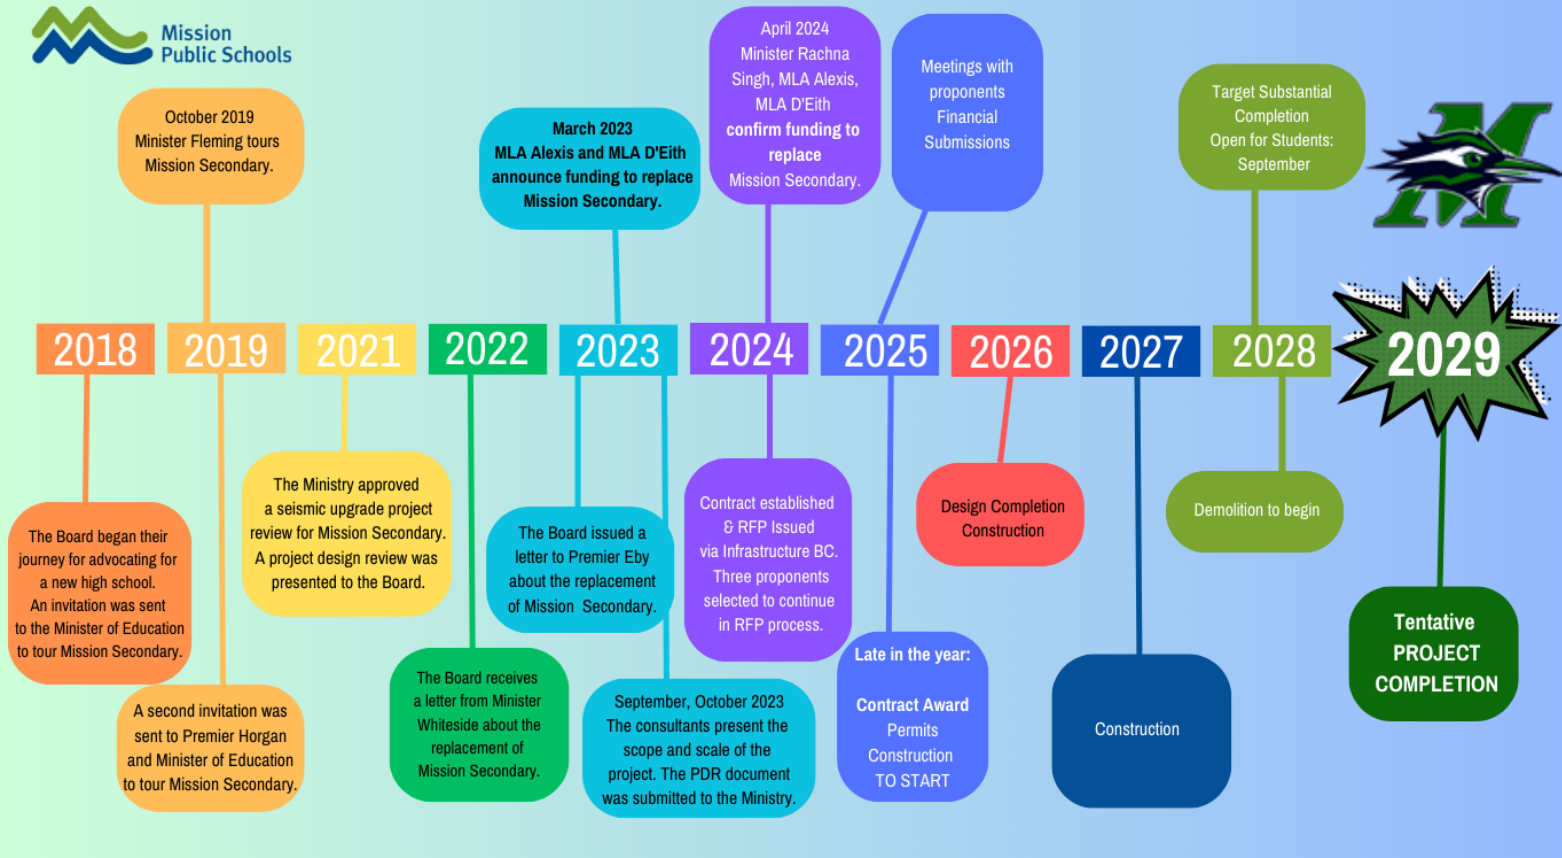 Mission
Public Schools
October 2019
Minister Fleming tours
Mission Secondary.
March 2023
MLA Alexis and MLA D'Eith
announce funding to replace
Mission Secondary.
April 2024
Minister Rachna
Singh, MLA Alexis,
MLA D'Eith
confirm funding to
replace
Mission Secondary.
Meetings with
proponents
Financial
Submissions
Target Substantial
Completion
Open for Students:
September
M
2018
2019
2021
2022
2023
2024
2025
2026
2027
2028
2029
The Board began their
journey for advocating for
a new high school.
An invitation was sent
to the Minister of Education
to tour Mission Secondary.
A second invitation was
sent to Premier Horgan
and Minister of Education
to tour Mission Secondary.
The Ministry approved
a seismic upgrade project
review for Mission Secondary.
A project design review was
presented to the Board.
The Board receives
a letter from Minister
Whiteside about the
replacement of
Mission Secondary.
The Board issued a
letter to Premier Eby
about the replacement
of Mission Secondary.
September, October 2023
The consultants present the
scope and scale of the
project. The PDR document
was submitted to the Ministry.
Contract established
& RFP Issued
via Infrastructure BC.
Three proponents
selected to continue
in RFP process.
Late in the year:
Contract Award
Permits
Construction
TO START
Design Completion
Construction
Construction
Demolition to begin
Tentative
PROJECT
COMPLETION